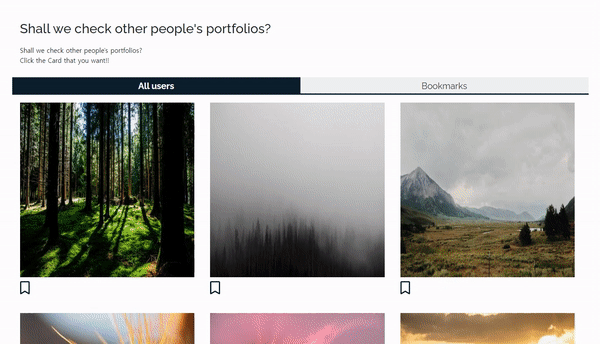 Shall we check other people's portfolios?
Shall we check other people's portfolios?
Click the Card that you want!!
All users
Bookmarks